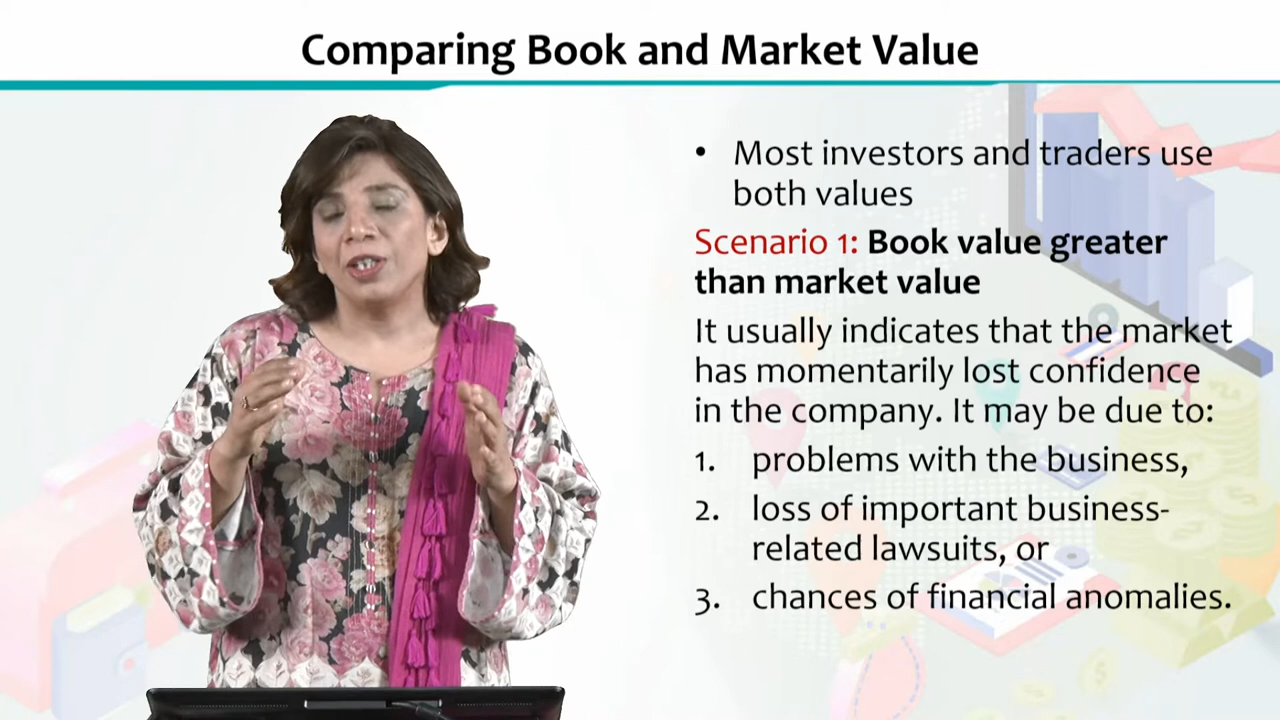 Comparing Book and Market Value
• Most investors and traders use
both values
Scenario 1: Book value greater
than market value
It usually indicates that the market
has momentarily lost confidence
in the company. It may be due to:
1. problems with the business,
2. loss of important business-
related lawsuits, or
3. chances of financial anomalies.